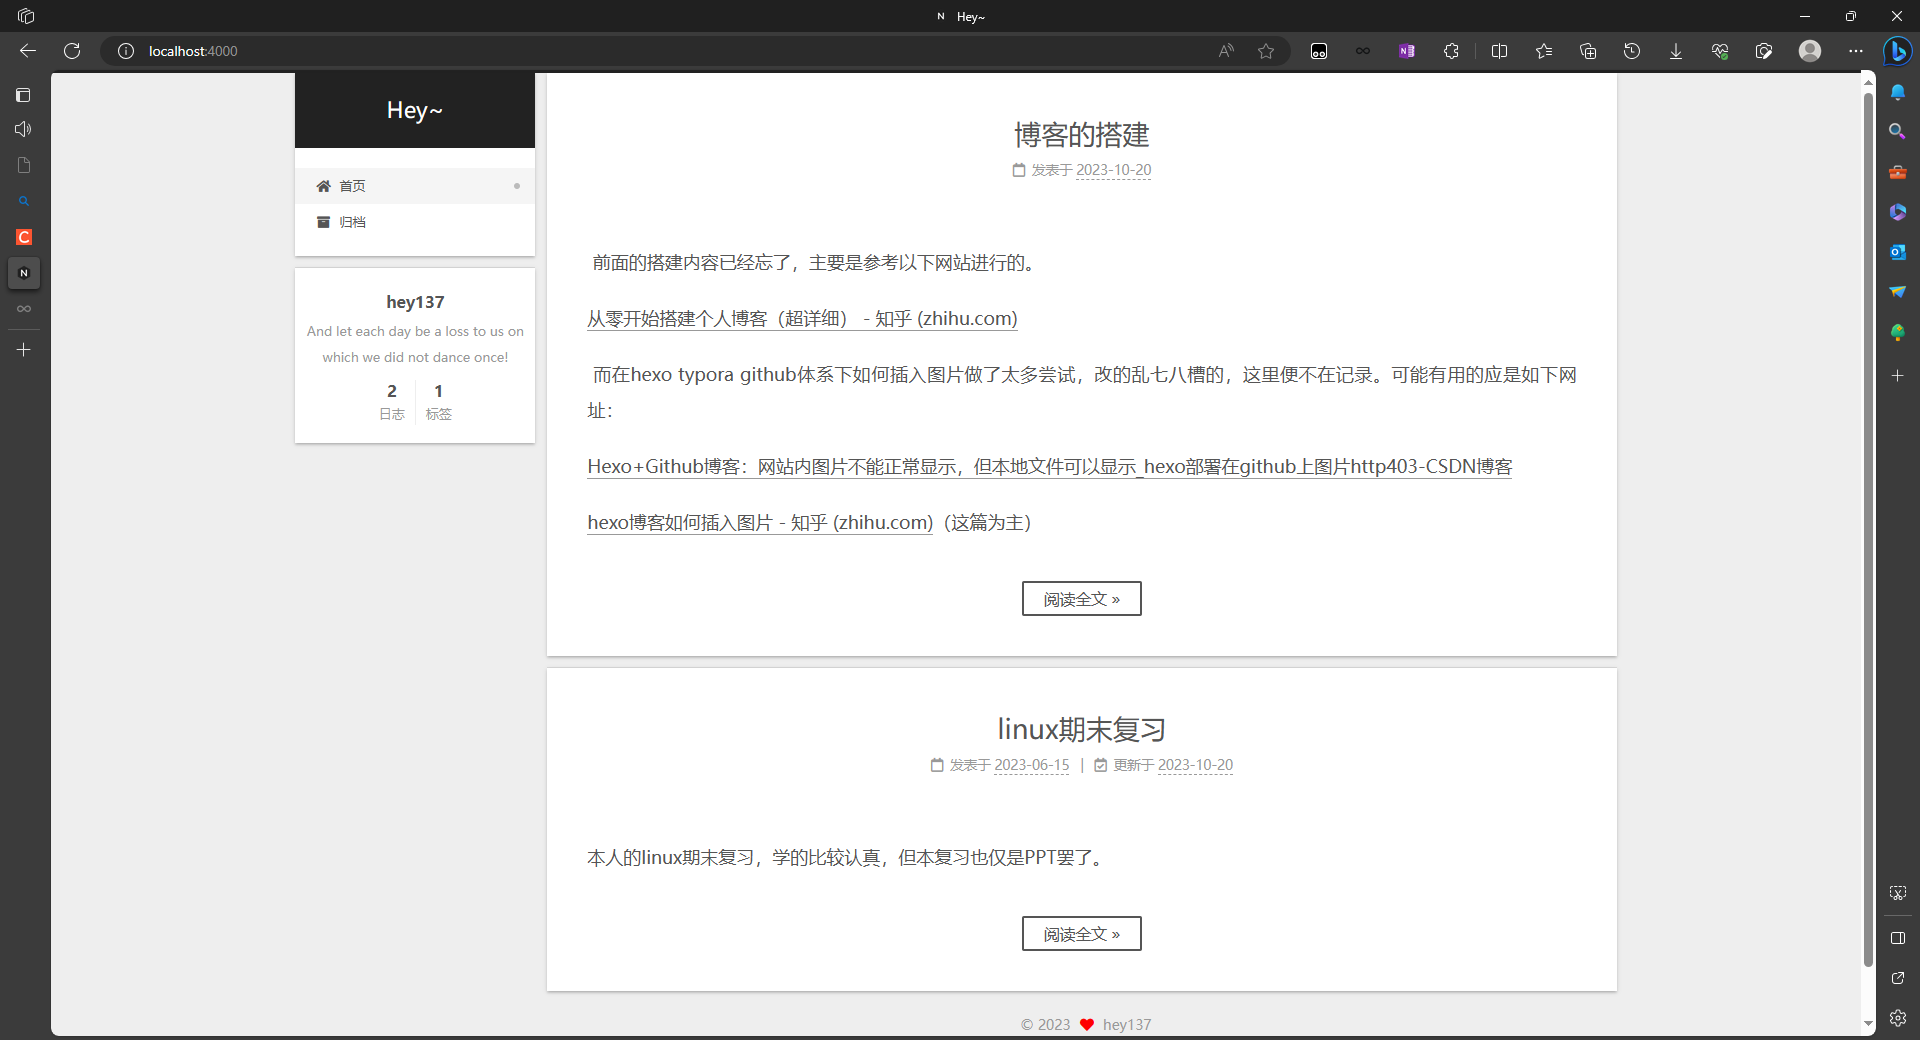 Hey~
localhost:4000
Hey~
首页
归档
hey137
And let each day be a loss to us on
which we did not dance once!
2
日志
1
标签
博客的搭建
发表于 2023-10-20
前面的搭建内容已经忘了，主要是参考以下网站进行的。
从零开始搭建个人博客（超详细） - 知乎 (zhihu.com)
而在hexo typora github体系下如何插入图片做了太多尝试，改的乱七八糟的，这里便不在记录。可能有用的应是如下网
址：
Hexo+Github博客：网站内图片不能正常显示，但本地文件可以显示_hexo部署在github上图片http403-CSDN博客
hexo博客如何插入图片 - 知乎 (zhihu.com)（这篇为主）
阅读全文 »
linux期末复习
发表于 2023-06-15 | 更新于 2023-10-20
本人的linux期末复习，学的比较认真，但本复习也仅是PPT罢了。
阅读全文 »
© 2023 hey137